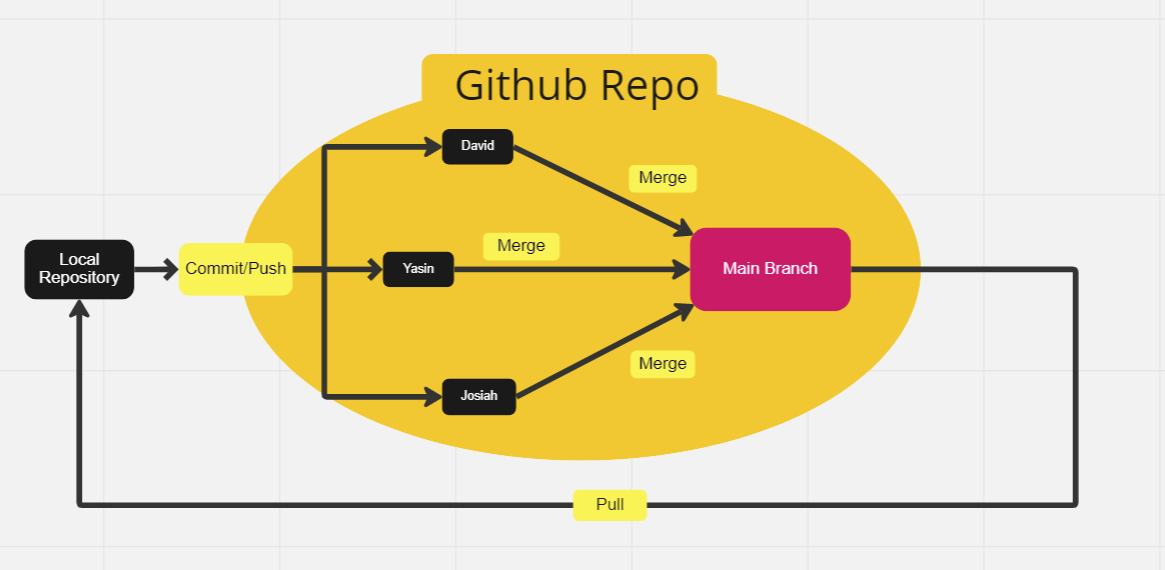 Github Repo
David
Merge
Local
Repository
Commit/Push
Yasin
Merge
Main Branch
Merge
Josiah
Pull